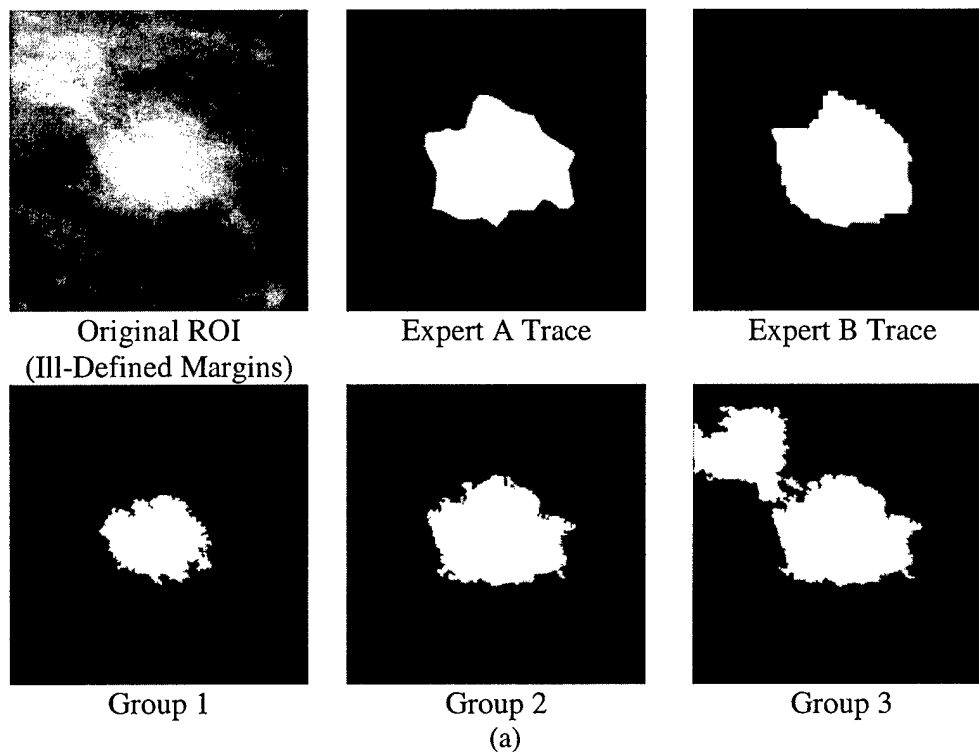 Original ROI
(Ill-Defined Margins)
Expert A Trace
Expert B Trace
Group 1
Group 2
Group 3
(a)